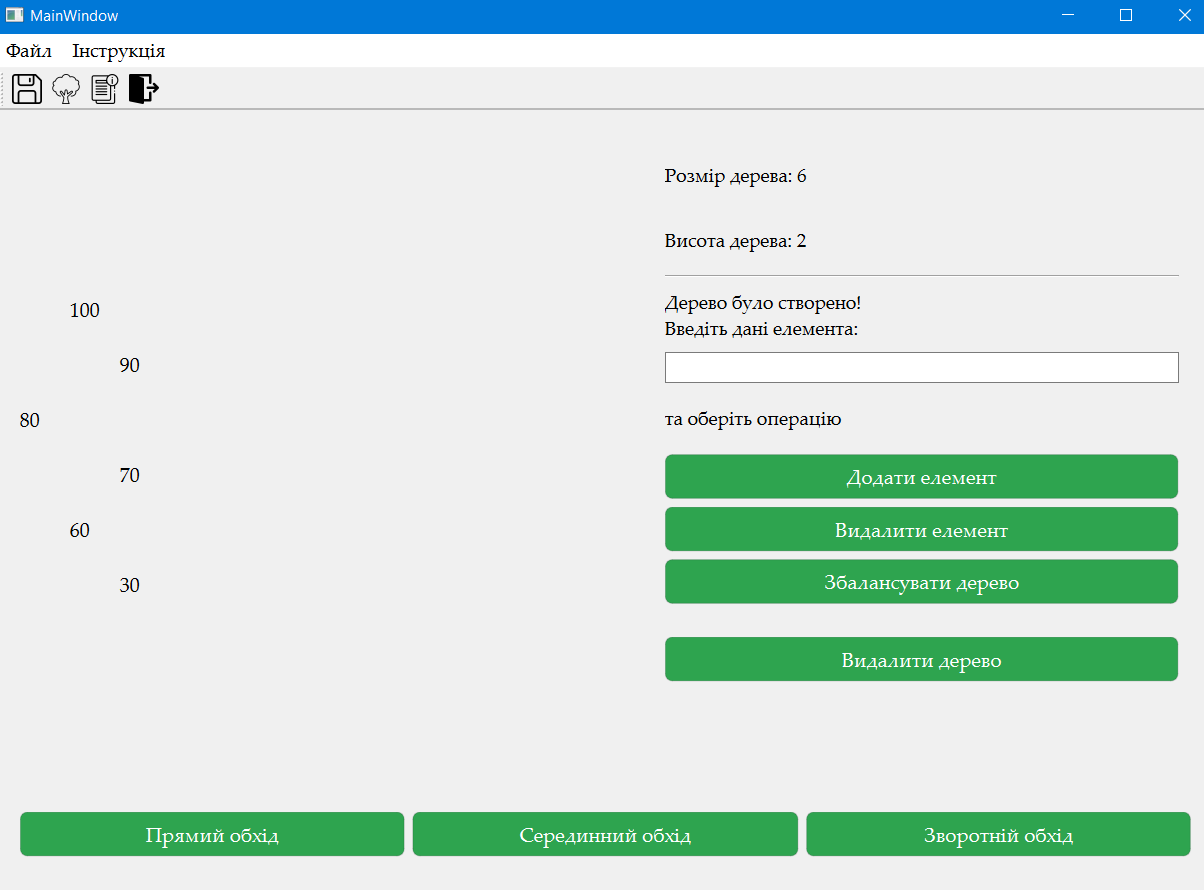 MainWindow
Файл Інструкція
Розмір дерева: 6
Висота дерева: 2
100
90
80
70
60
30
Дерево було створено!
Введіть дані елемента:
та оберіть операцію
Додати елемент
Видалити елемент
Збалансувати дерево
Видалити дерево
Прямий обхід Серединний обхід Зворотній обхід